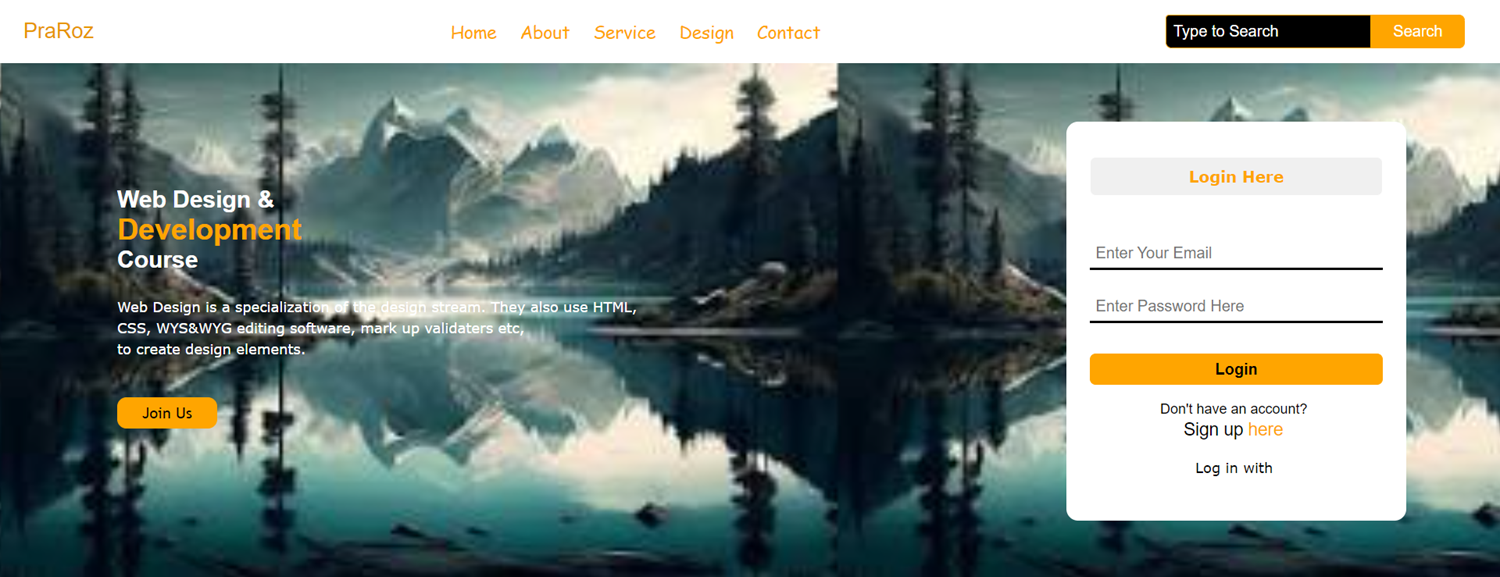 PraRoz
Home About Service Design Contact
Type to Search Search
Web Design &
Development
Course
Web Design is a specialization of the design stream. They also use HTML,
CSS, WYS&WYG editing software, mark up validaters etc,
to create design elements.
Join Us
Login Here
Enter Your Email
Enter Password Here
Login
Don't have an account?
Sign up here
Log in with